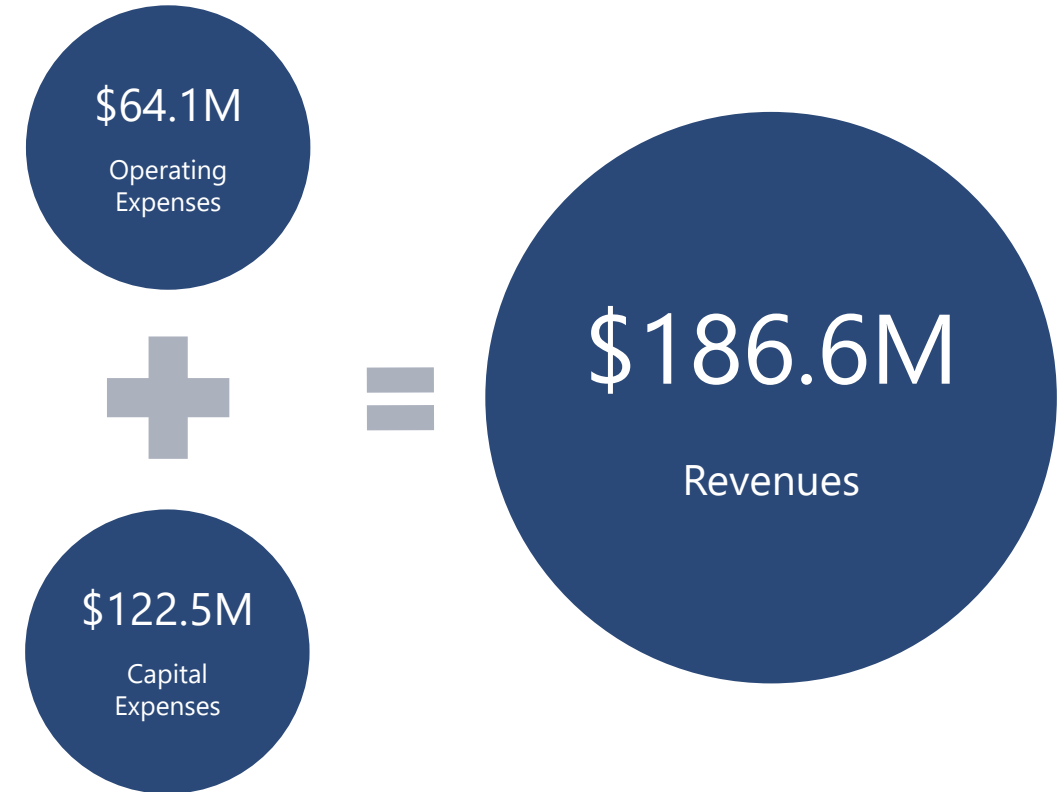 $64.1M
Operating
Expenses
$122.5M
Capital
Expenses
$186.6M
Revenues